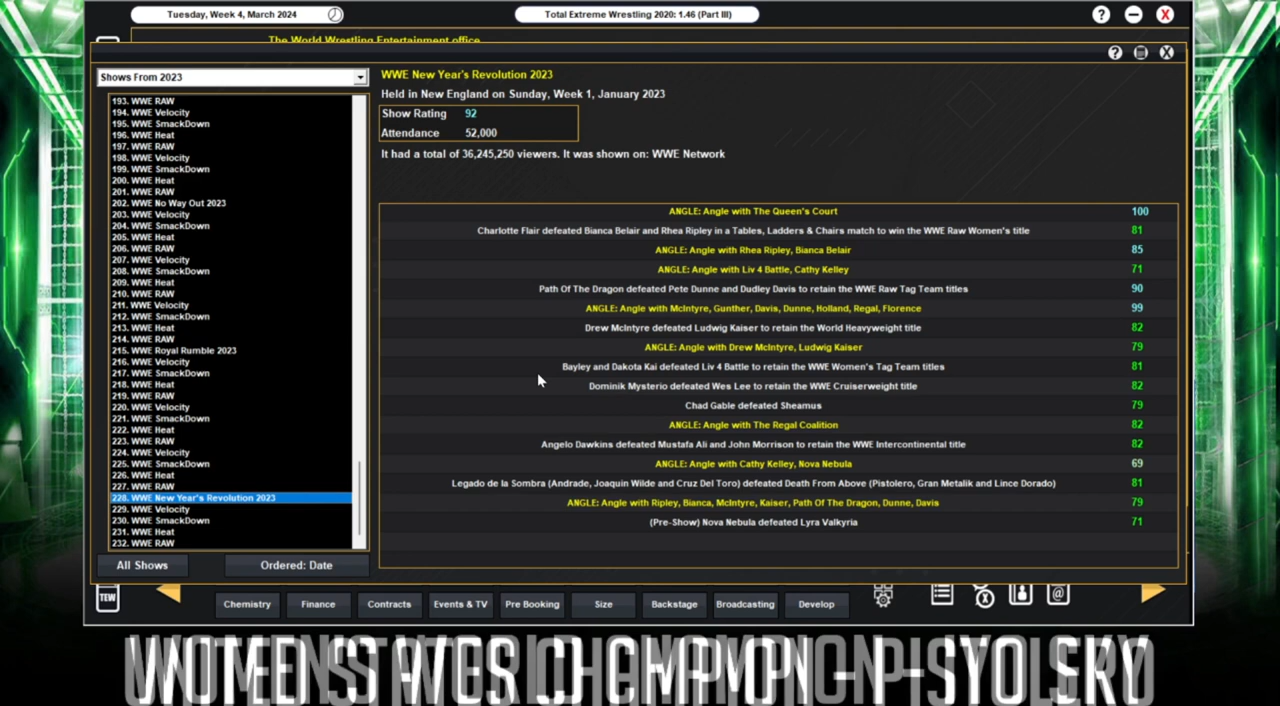 Tuesday, Week 4, March 2024
Total Extreme Wrestling 2020: 1.46 (Part III)
?
X
The World Wrestling Entertainment office
?
X
Shows From 2023
193. WWE RAW
194. WWE Velocity
195. WWE SmackDown
196. WWE Heat
197. WWE RAW
198. WWE Velocity
199. WWE SmackDown
200. WWE Heat
201. WWE RAW
202. WWE No Way Out 2023
203. WWE Velocity
204. WWE SmackDown
205. WWE Heat
206. WWE RAW
207. WWE Velocity
208. WWE SmackDown
209. WWE Heat
210. WWE RAW
211. WWE Velocity
212. WWE SmackDown
213. WWE Heat
214. WWE RAW
215. WWE Royal Rumble 2023
216. WWE Velocity
217. WWE SmackDown
218. WWE Heat
219. WWE RAW
220. WWE Velocity
221. WWE SmackDown
222. WWE Heat
223. WWE RAW
224. WWE Velocity
225. WWE SmackDown
226. WWE Heat
227. WWE RAW
228. WWE New Year's Revolution 2023
229. WWE Velocity
230. WWE SmackDown
231. WWE Heat
232. WWE RAW
All Shows
Ordered: Date
WWE New Year's Revolution 2023
Held in New England on Sunday, Week 1, January 2023
Show Rating 92
Attendance 52,000
It had a total of 36,245,250 viewers. It was shown on: WWE Network
ANGLE: Angle with The Queen's Court 100
Charlotte Flair defeated Bianca Belair and Rhea Ripley in a Tables, Ladders & Chairs match to win the WWE Raw Women's title 81
ANGLE: Angle with Rhea Ripley, Bianca Belair 85
ANGLE: Angle with Liv 4 Battle, Cathy Kelley 71
Path Of The Dragon defeated Pete Dunne and Dudley Davis to retain the WWE Raw Tag Team titles 90
ANGLE: Angle with McIntyre, Gunther, Davis, Dunne, Holland, Regal, Florence 99
Drew McIntyre defeated Ludwig Kaiser to retain the World Heavyweight title 82
ANGLE: Angle with Drew McIntyre, Ludwig Kaiser 79
Bayley and Dakota Kai defeated Liv 4 Battle to retain the WWE Women's Tag Team titles 81
Dominik Mysterio defeated Wes Lee to retain the WWE Cruiserweight title 82
Chad Gable defeated Sheamus 79
ANGLE: Angle with The Regal Coalition 82
Angelo Dawkins defeated Mustafa Ali and John Morrison to retain the WWE Intercontinental title 82
ANGLE: Angle with Cathy Kelley, Nova Nebula 69
Legado de la Sombra (Andrade, Joaquin Wilde and Cruz Del Toro) defeated Death From Above (Pistolero, Gran Metalik and Lince Dorado) 81
ANGLE: Angle with Ripley, Bianca, McIntyre, Kaiser, Path Of The Dragon, Dunne, Davis 79
(Pre-Show) Nova Nebula defeated Lyra Valkyria 71
TEW
Chemistry
Finance
Contracts
Events & TV
Pre Booking
Size
Backstage
Broadcasting
Develop
@